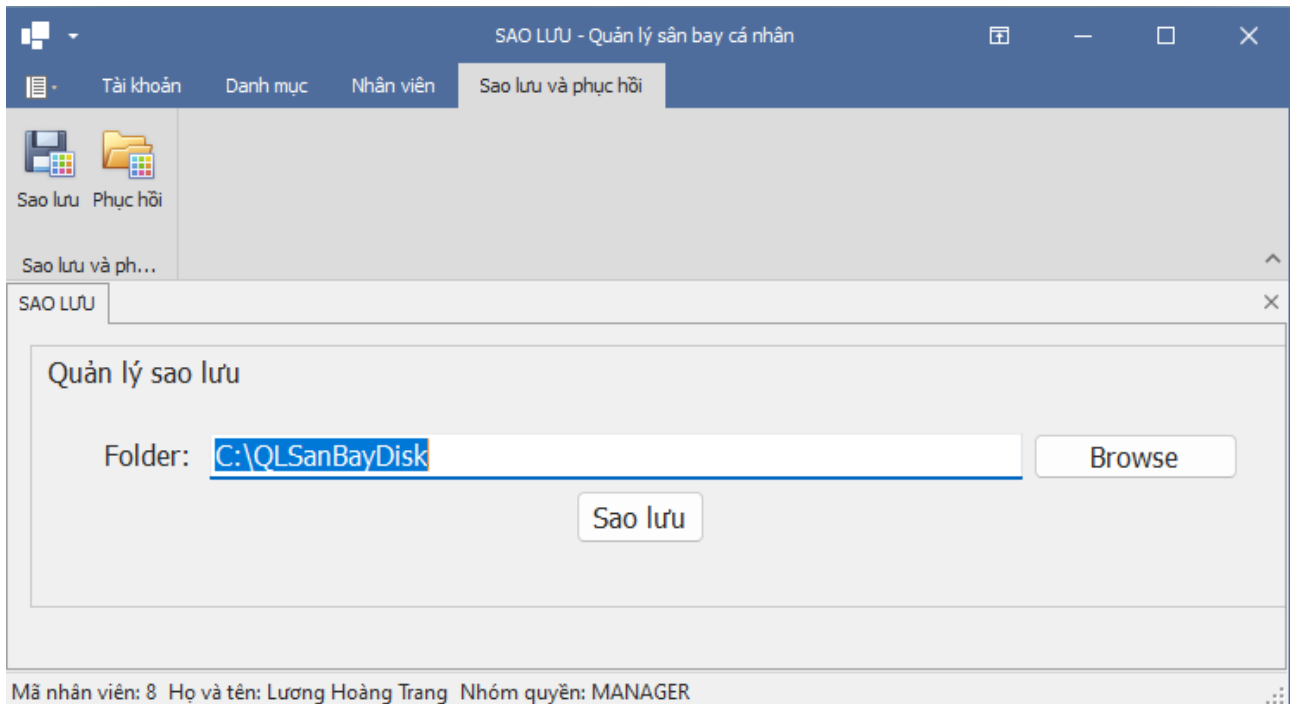 SAO LƯU - Quản lý sân bay cá nhân
Tài khoản Danh mục Nhân viên Sao lưu và phục hồi
Sao lưu Phục hồi
Sao lưu và ph...
SAO LƯU
Quản lý sao lưu
Folder: C:\QLSanBayDisk Browse
Sao lưu
Mã nhân viên: 8 Họ và tên: Lương Hoàng Trang Nhóm quyền: MANAGER